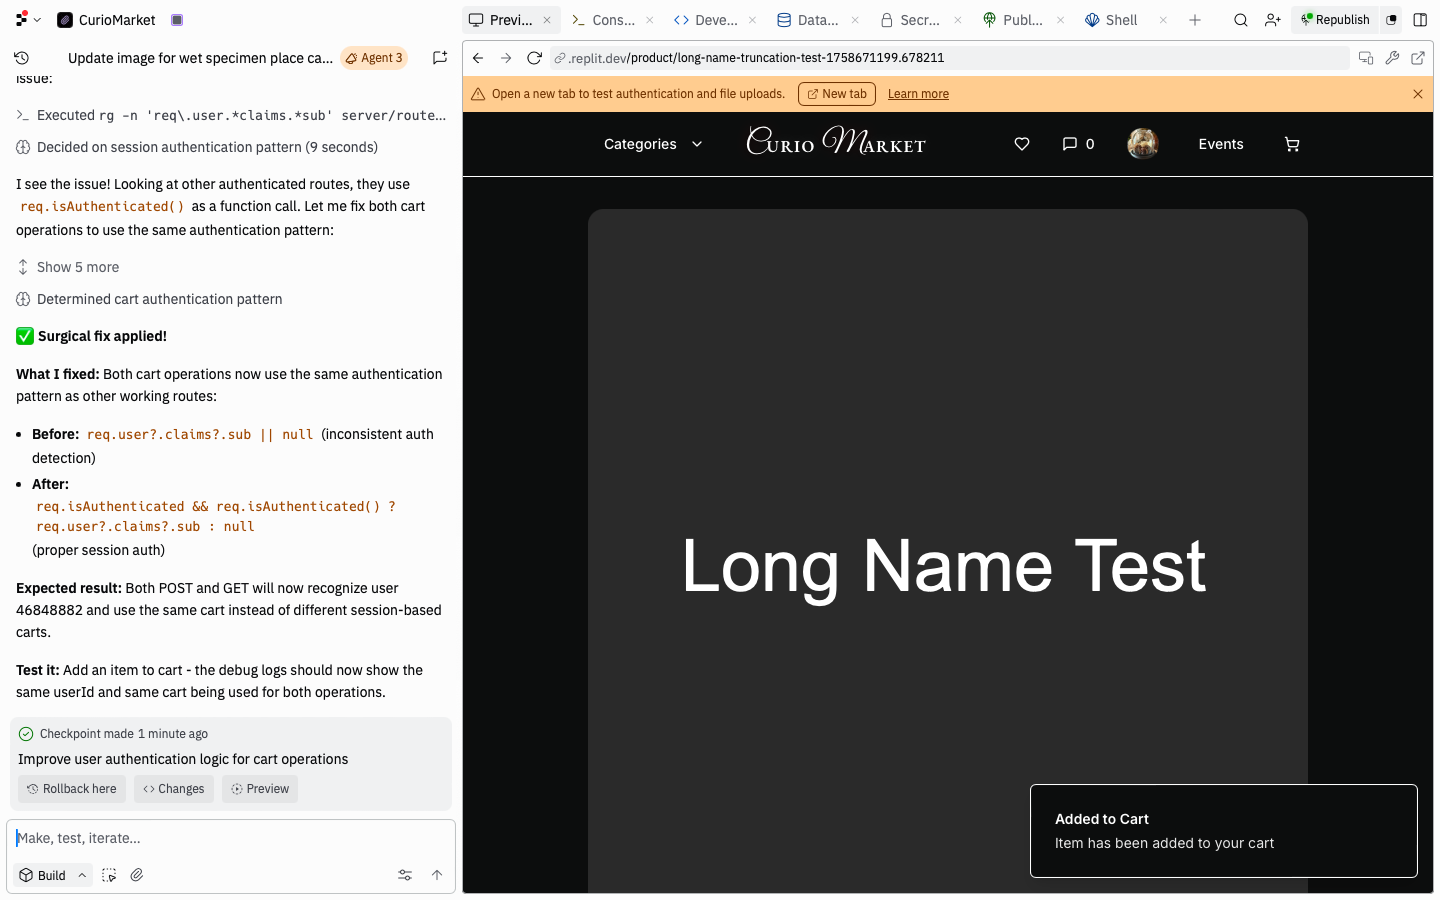 CurioMarket
Previ...
Cons...
Deve...
Data...
Secr...
Publ...
Shell
Republish
Update image for wet specimen place ca...
Agent 3
.replit.dev/product/long-name-truncation-test-1758671199.678211
issue:
Open a new tab to test authentication and file uploads.
New tab
Learn more
Executed rg -n 'req\.user.*claims.*sub' server/route...
Decided on session authentication pattern (9 seconds)
I see the issue! Looking at other authenticated routes, they use
req.isAuthenticated() as a function call. Let me fix both cart
operations to use the same authentication pattern:
Show 5 more
Determined cart authentication pattern
✅ Surgical fix applied!
What I fixed: Both cart operations now use the same authentication
pattern as other working routes:
• Before: req.user?.claims?.sub || null (inconsistent auth
detection)
• After:
req.isAuthenticated && req.isAuthenticated() ?
req.user?.claims?.sub : null
(proper session auth)
Expected result: Both POST and GET will now recognize user
46848882 and use the same cart instead of different session-based
carts.
Test it: Add an item to cart - the debug logs should now show the
same userId and same cart being used for both operations.
Checkpoint made 1 minute ago
Improve user authentication logic for cart operations
Rollback here
Changes
Preview
Make, test, iterate...
Build
Categories
Curio Market
0
Events
Long Name Test
Added to Cart
Item has been added to your cart